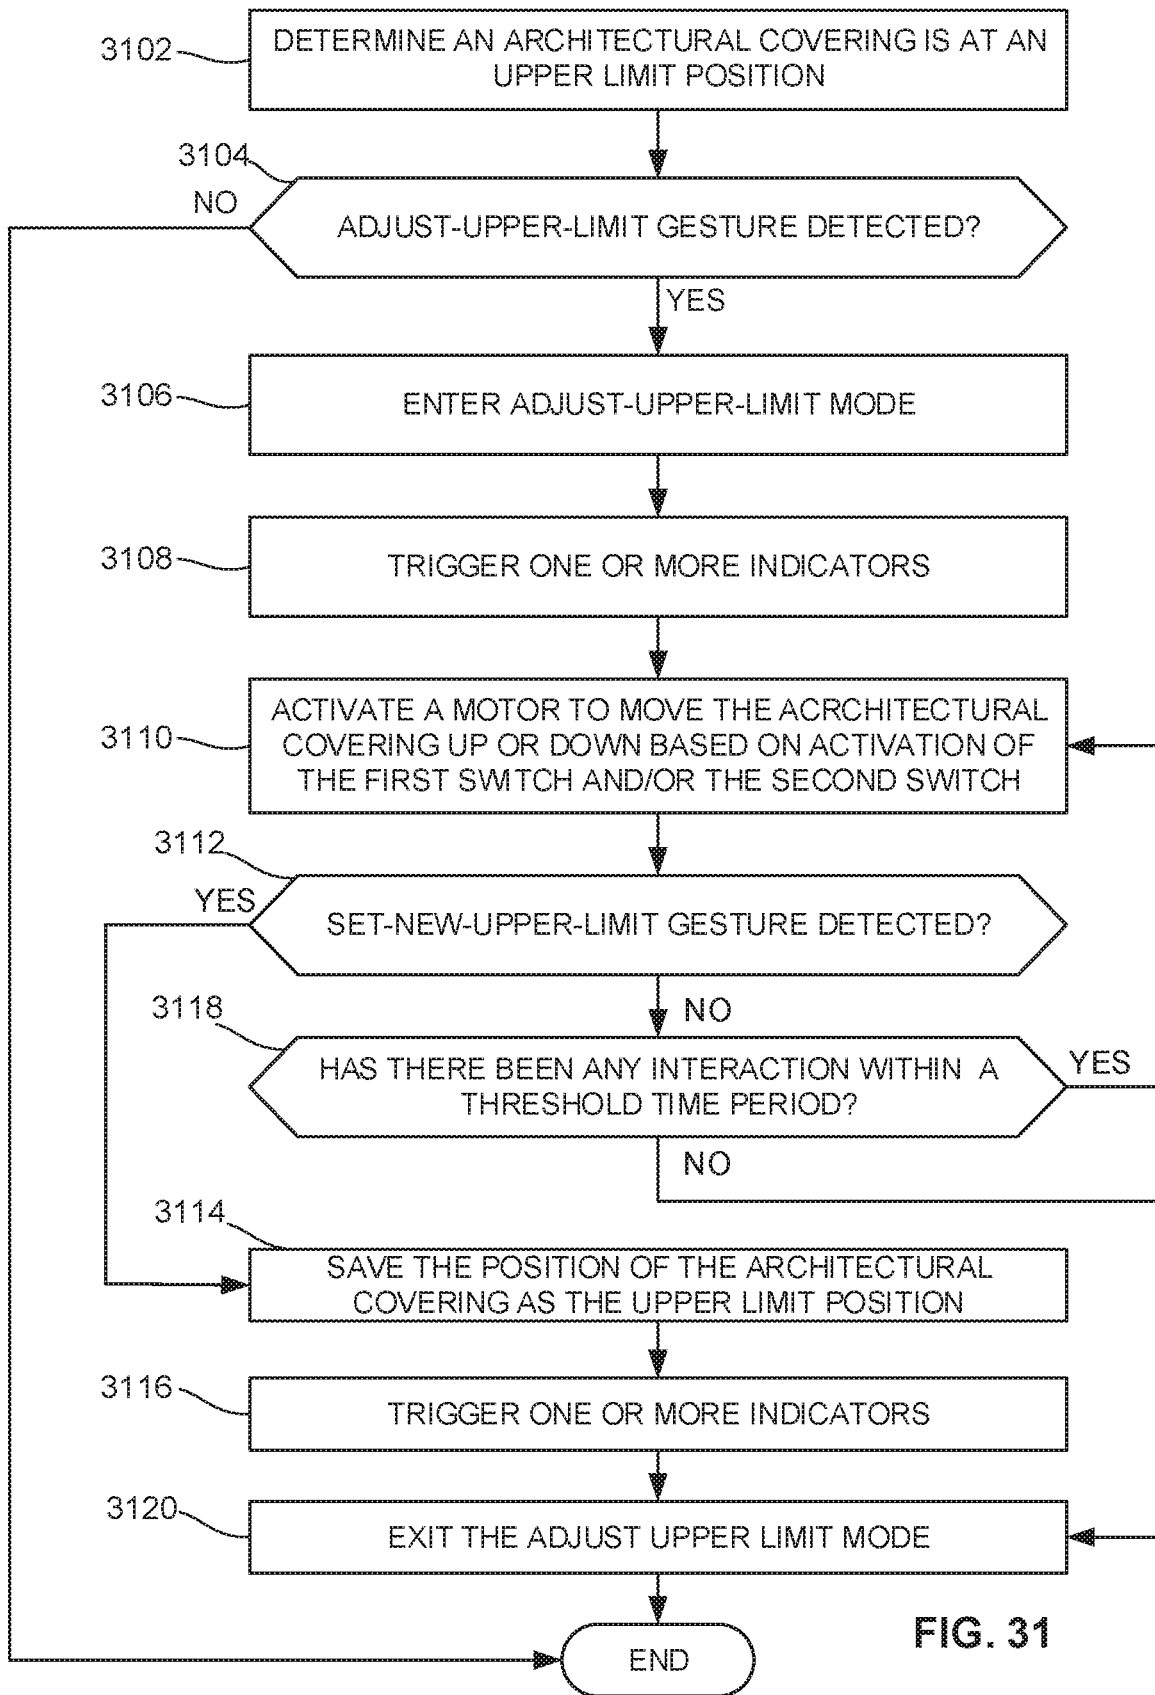 3102
DETERMINE AN ARCHITECTURAL COVERING IS AT AN
UPPER LIMIT POSITION
3104
NO
ADJUST-UPPER-LIMIT GESTURE DETECTED?
YES
3106
ENTER ADJUST-UPPER-LIMIT MODE
3108
TRIGGER ONE OR MORE INDICATORS
3110
ACTIVATE A MOTOR TO MOVE THE ACRCHITECTURAL
COVERING UP OR DOWN BASED ON ACTIVATION OF
THE FIRST SWITCH AND/OR THE SECOND SWITCH
3112
YES
SET-NEW-UPPER-LIMIT GESTURE DETECTED?
NO
3118
HAS THERE BEEN ANY INTERACTION WITHIN A
THRESHOLD TIME PERIOD?
YES
NO
3114
SAVE THE POSITION OF THE ARCHITECTURAL
COVERING AS THE UPPER LIMIT POSITION
3116
TRIGGER ONE OR MORE INDICATORS
3120
EXIT THE ADJUST UPPER LIMIT MODE
END
FIG. 31